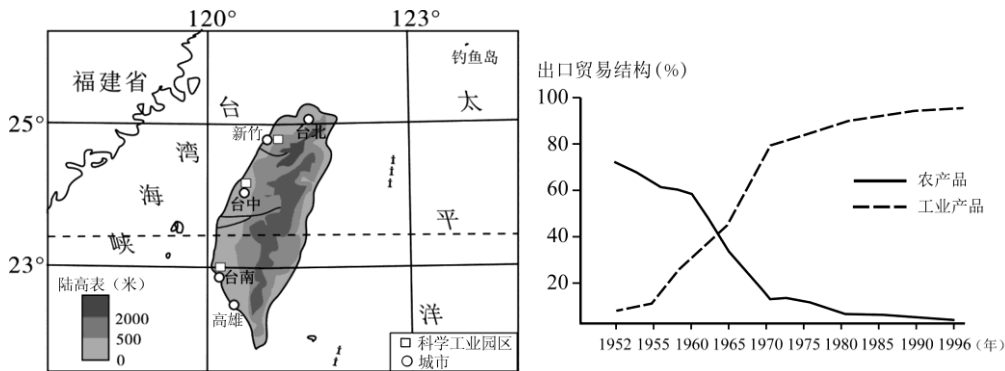 120°
123°
钓鱼岛
福建省
台
湾
海
峡
太
平
洋
25°
新竹
台北
台中
23°
台南
高雄
陆高表（米）
2000
500
0
科学工业园区
城市
出口贸易结构(%)
100
80
60
40
20
农产品
工业产品
1952 1955 1960 1965 1970 1975 1980 1985 1990 1996 (年)